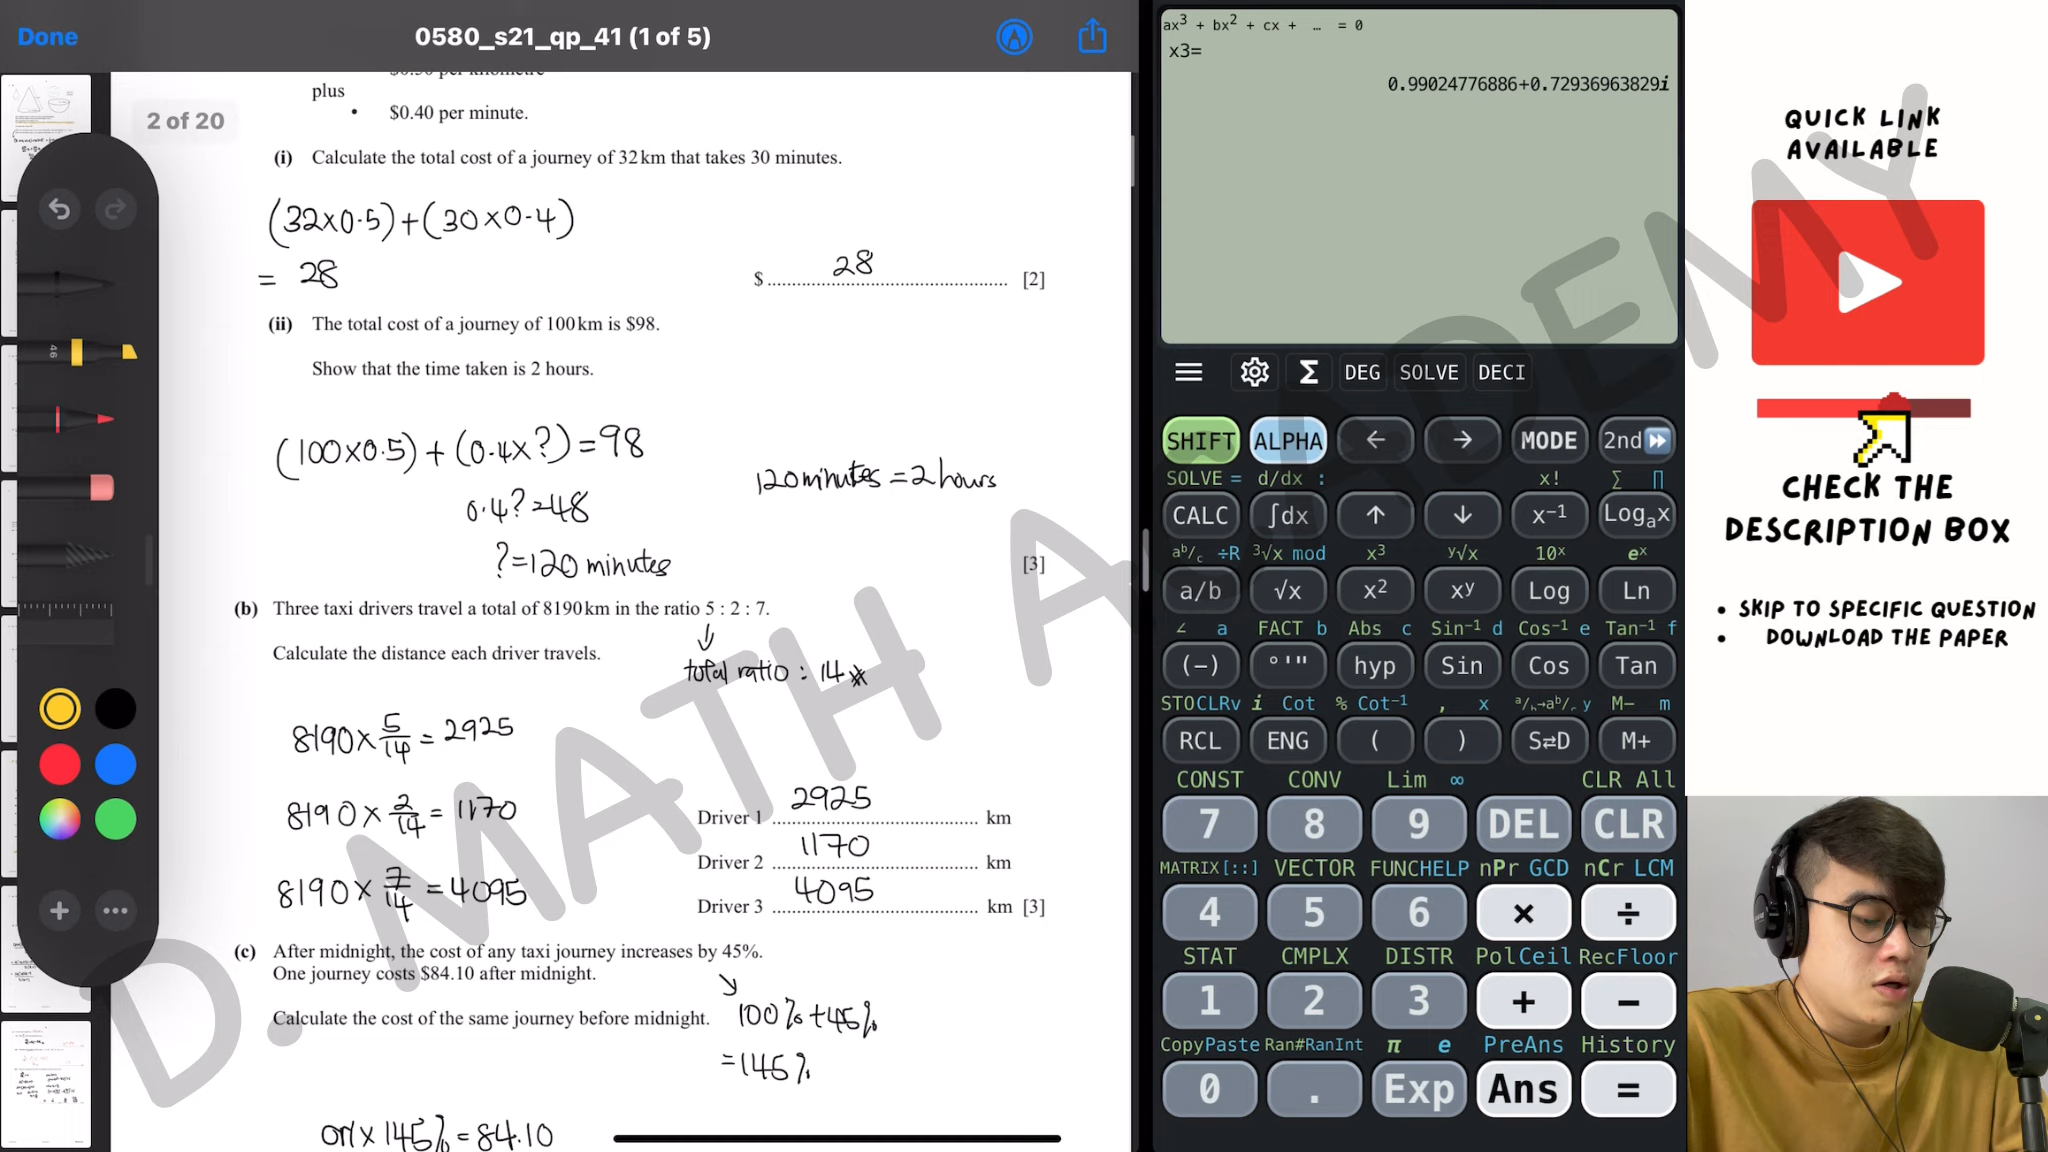 Done
0580_s21_qp_41 (1 of 5)
2 of 20
plus
• $0.40 per minute.
(i) Calculate the total cost of a journey of 32 km that takes 30 minutes.
(32×0.5)+(30×0.4)
= 28
$ 28 [2]
(ii) The total cost of a journey of 100 km is $98.
Show that the time taken is 2 hours.
(100×0.5) + (0.4×?) = 98
0.4? = 48
? = 120 minutes
120 minutes = 2 hours
[3]
(b) Three taxi drivers travel a total of 8190 km in the ratio 5 : 2 : 7.
Calculate the distance each driver travels.
total ratio : 14
8190 × 5/14 = 2925
8190 × 2/14 = 1170
8190 × 7/14 = 4095
Driver 1 2925 km
Driver 2 1170 km
Driver 3 4095 km [3]
(c) After midnight, the cost of any taxi journey increases by 45%.
One journey costs $84.10 after midnight.
Calculate the cost of the same journey before midnight.
100% + 45%
= 145%
ori × 145% = 84.10
46
D. MATH ACADEMY
ax³ + bx² + cx + … = 0
x3=
0.99024776886+0.72936963829i
Σ DEG SOLVE DECI
SHIFT ALPHA ← → MODE 2nd
SOLVE = d/dx : x! ∑ ∏
CALC ∫dx ↑ ↓ x⁻¹ Logₐx
aᵇ/c ÷R ³√x mod x³ ʸ√x 10ˣ eˣ
a/b √x x² xʸ Log Ln
∠ a FACT b Abs c Sin⁻¹ d Cos⁻¹ e Tan⁻¹ f
(−) °'" hyp Sin Cos Tan
STO CLRv i Cot % Cot⁻¹ , x y M− m
RCL ENG ( ) S⇄D M+
CONST CONV Lim ∞ CLR All
7 8 9 DEL CLR
MATRIX [::] VECTOR FUNC HELP nPr GCD nCr LCM
4 5 6 × ÷
STAT CMPLX DISTR Pol Ceil Rec Floor
1 2 3 + −
Copy Paste Ran# RanInt π e PreAns History
0 . Exp Ans =
QUICK LINK
AVAILABLE
CHECK THE
DESCRIPTION BOX
• SKIP TO SPECIFIC QUESTION
• DOWNLOAD THE PAPER